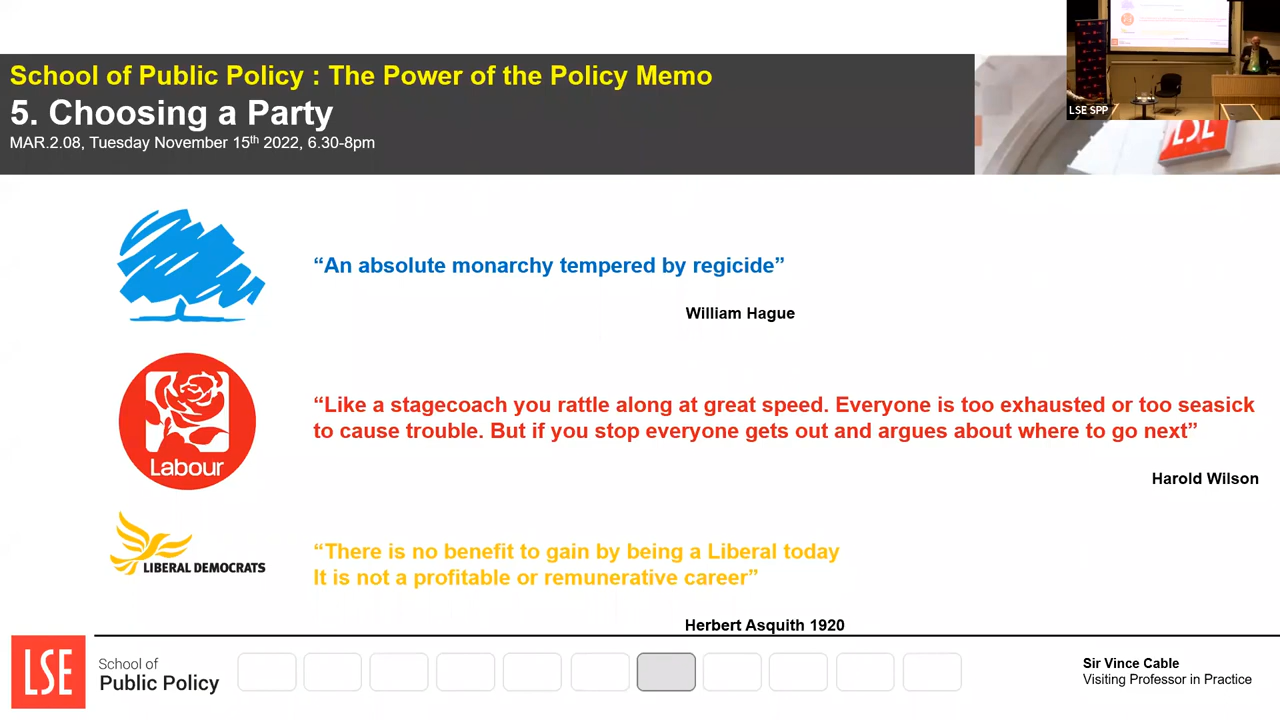 School of Public Policy : The Power of the Policy Memo
5. Choosing a Party
MAR.2.08, Tuesday November 15th 2022, 6.30-8pm
LSE SPP
LSE
“An absolute monarchy tempered by regicide”
William Hague
“Like a stagecoach you rattle along at great speed. Everyone is too exhausted or too seasick
to cause trouble. But if you stop everyone gets out and argues about where to go next”
Labour
Harold Wilson
“There is no benefit to gain by being a Liberal today
It is not a profitable or remunerative career”
LIBERAL DEMOCRATS
Herbert Asquith 1920
LSE
School of
Public Policy
Sir Vince Cable
Visiting Professor in Practice